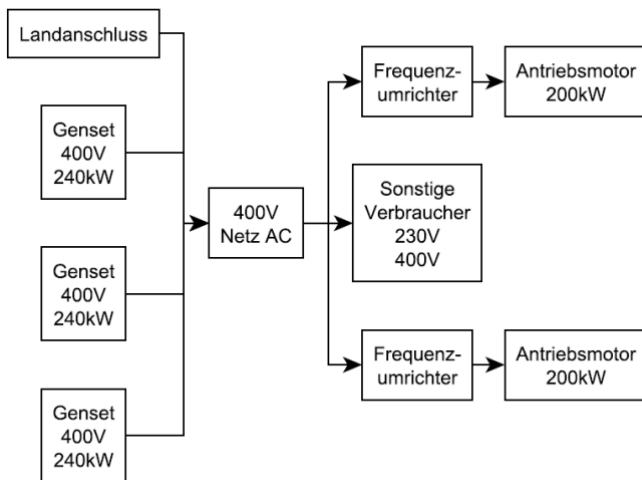 Landanschluss
Genset
400V
240kW
Genset
400V
240kW
Genset
400V
240kW
400V
Netz AC
Frequenz-
umrichter
Antriebsmotor
200kW
Sonstige
Verbraucher
230V
400V
Frequenz-
umrichter
Antriebsmotor
200kW